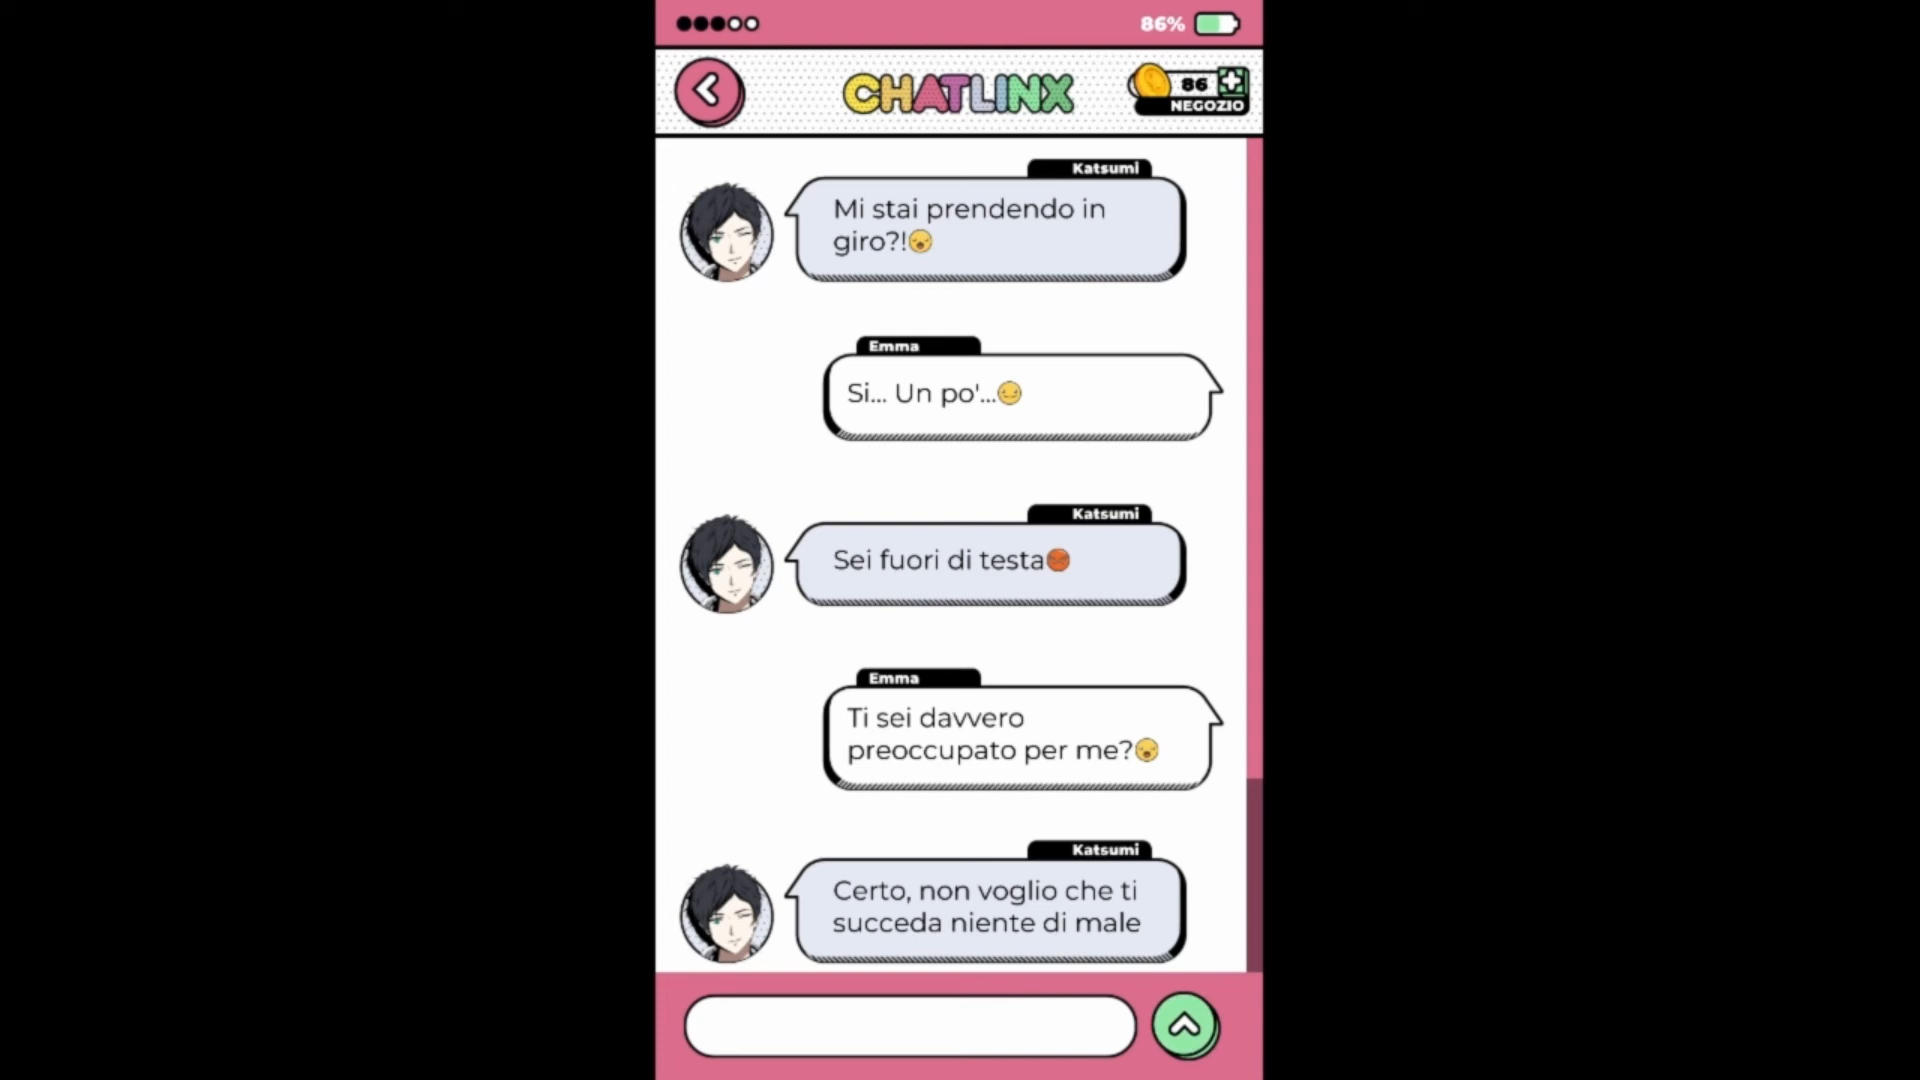 86%
CHATLINX
86
NEGOZIO
Katsumi
Mi stai prendendo in
giro?!
Emma
Si... Un po'...
Katsumi
Sei fuori di testa
Emma
Ti sei davvero
preoccupato per me?
Katsumi
Certo, non voglio che ti
succeda niente di male